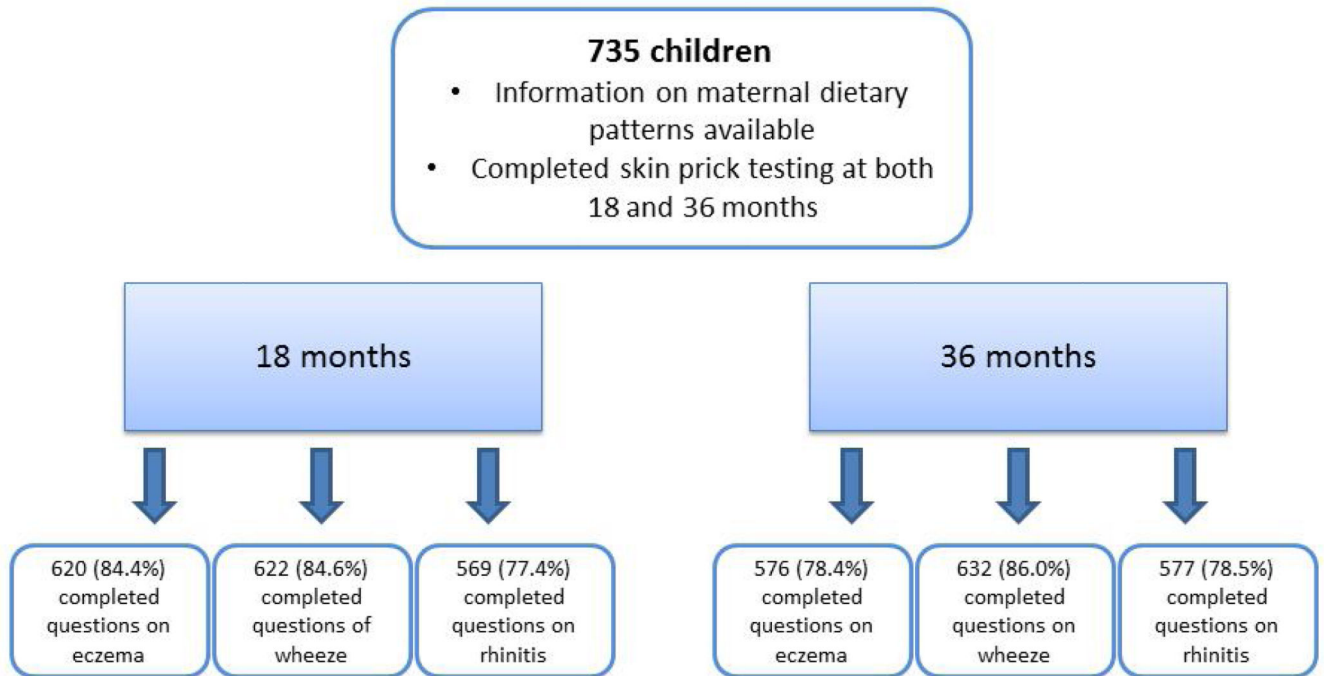 735 children
• Information on maternal dietary
patterns available
• Completed skin prick testing at both
18 and 36 months
18 months
36 months
620 (84.4%)
completed
questions on
eczema
622 (84.6%)
completed
questions of
wheeze
569 (77.4%)
completed
questions on
rhinitis
576 (78.4%)
completed
questions on
eczema
632 (86.0%)
completed
questions on
wheeze
577 (78.5%)
completed
questions on
rhinitis